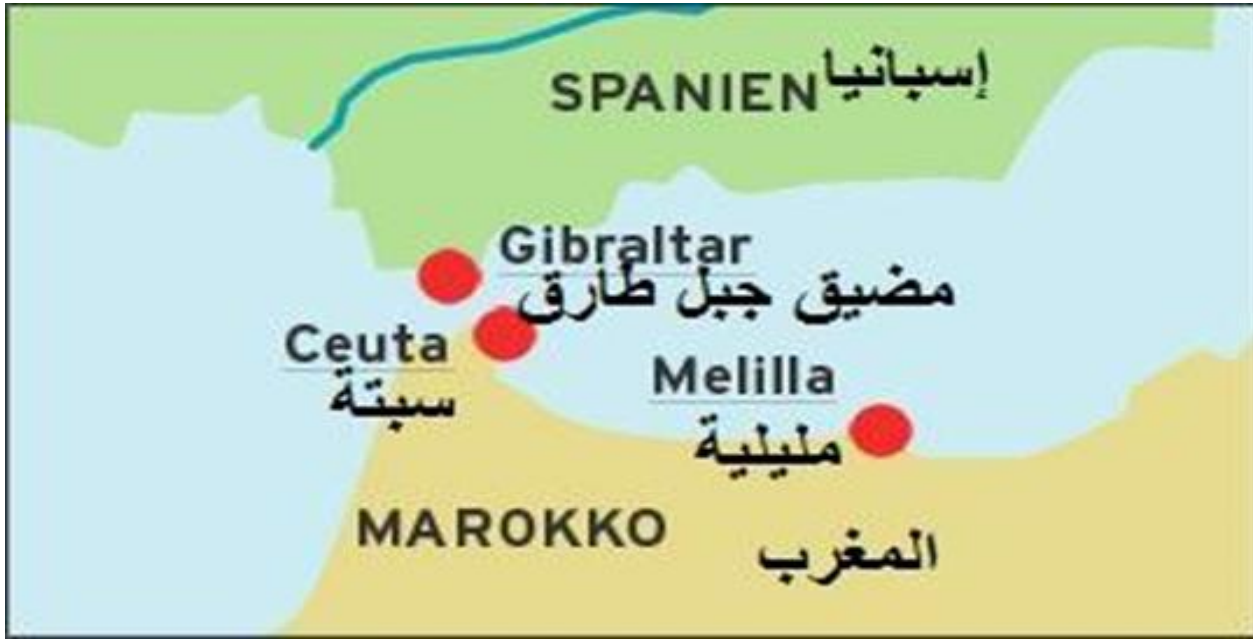 SPANIEN إسبانيا
Gibraltar
مضيق جبل طارق
Ceuta
سبتة
Melilla
مليلية
MAROKKO
المغرب